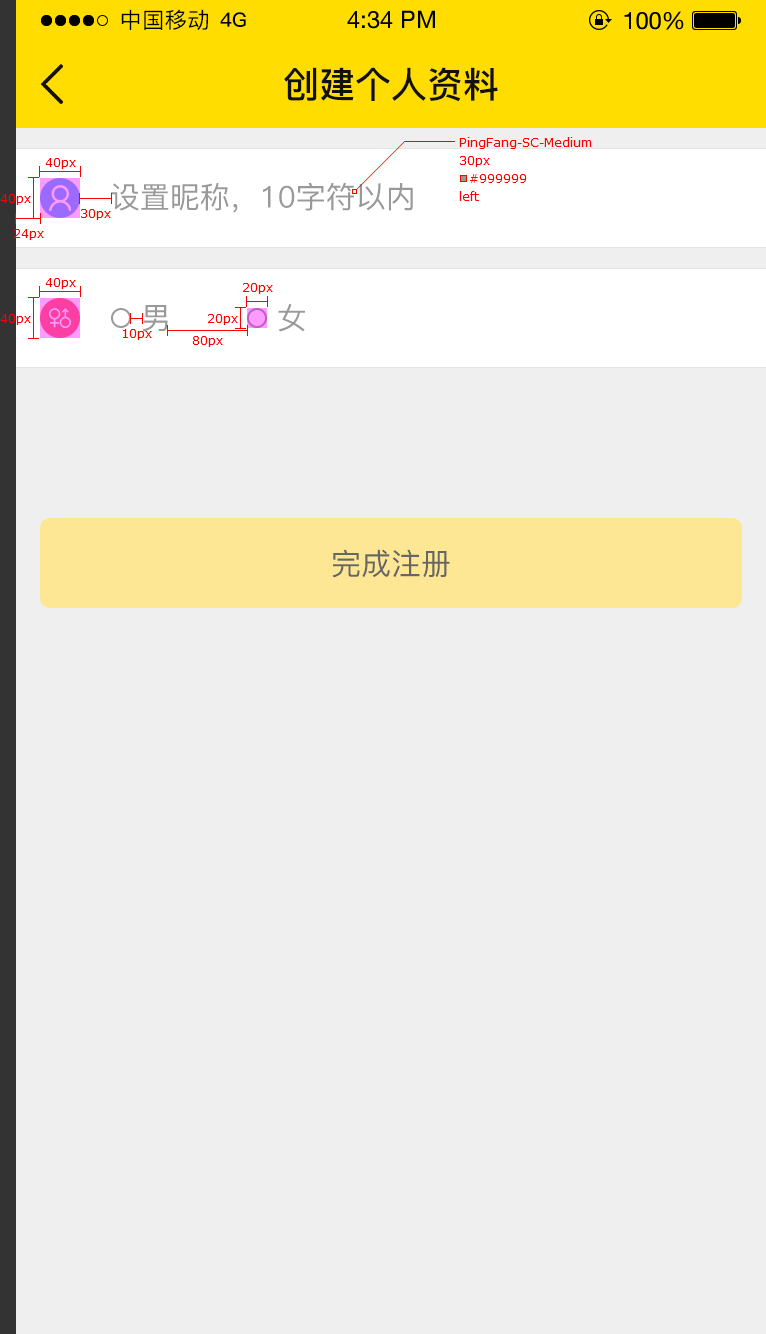 中国移动 4G 4:34 PM 100%
创建个人资料
PingFang-SC-Medium
30px
#999999
left
40px
40px
设置昵称，10字符以内
30px
24px
40px
20px
40px
男
20px
女
10px
80px
完成注册